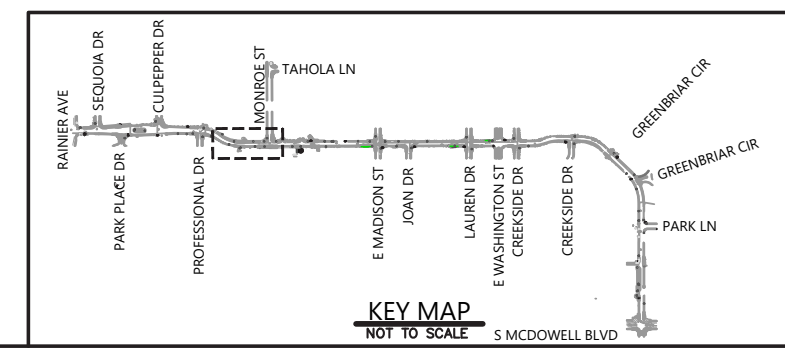 RAINIER AVE
SEQUOIA DR
PARK PLACE DR
CULPEPPER DR
PROFESSIONAL DR
MONROE ST
TAHOLA LN
E MADISON ST
JOAN DR
LAUREN DR
E WASHINGTON ST
CREEKSIDE DR
CREEKSIDE DR
GREENBRIAR CIR
GREENBRIAR CIR
PARK LN
S MCDOWELL BLVD
KEY MAP
NOT TO SCALE